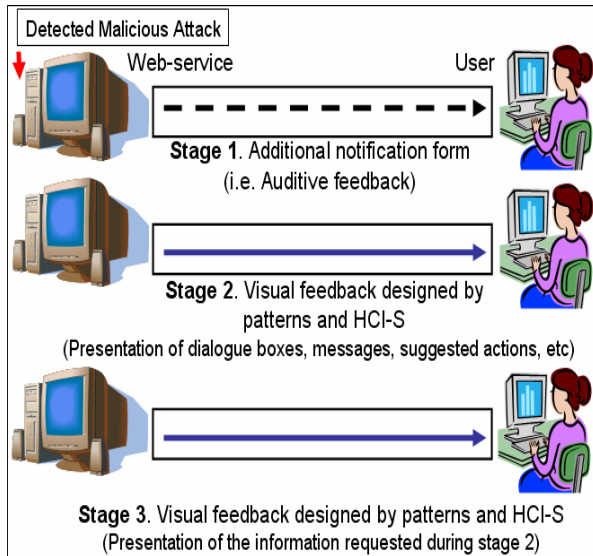 Detected Malicious Attack
Web-service
User
Stage 1. Additional notification form
(i.e. Auditive feedback)
Stage 2. Visual feedback designed by
patterns and HCI-S
(Presentation of dialogue boxes, messages, suggested actions, etc)
Stage 3. Visual feedback designed by patterns and HCI-S
(Presentation of the information requested during stage 2)